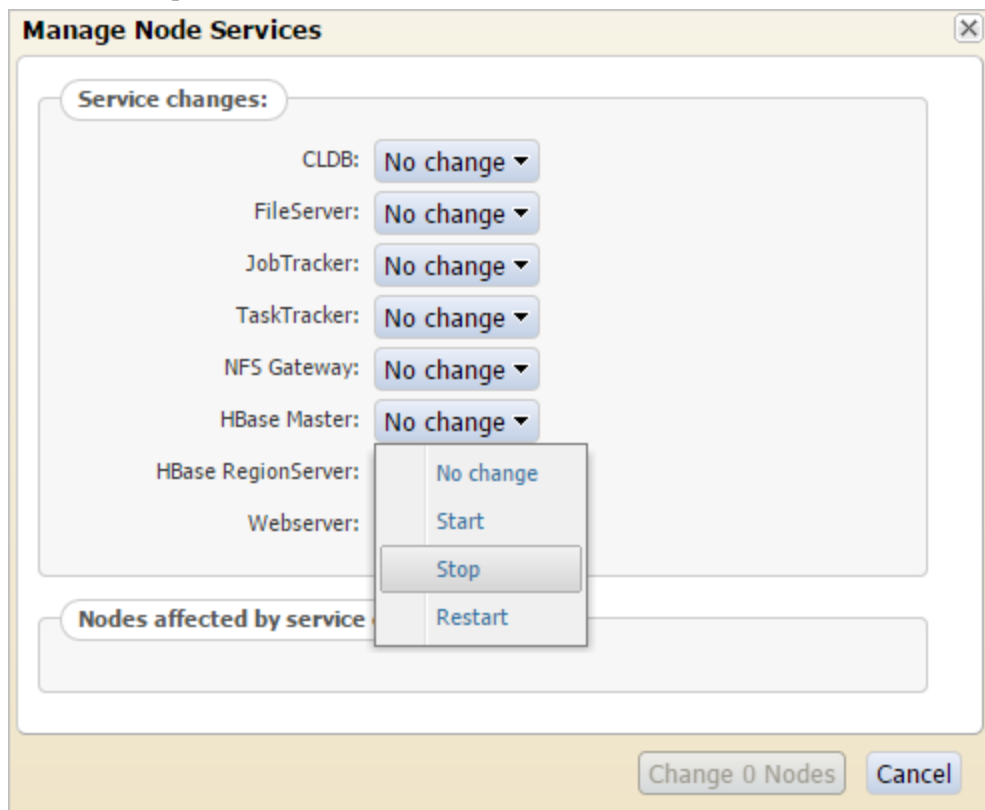 Manage Node Services
Service changes:
CLDB: No change
FileServer: No change
JobTracker: No change
TaskTracker: No change
NFS Gateway: No change
HBase Master: No change
HBase RegionServer: No change
Webserver: Start
Stop
Nodes affected by service Restart
Change 0 Nodes Cancel